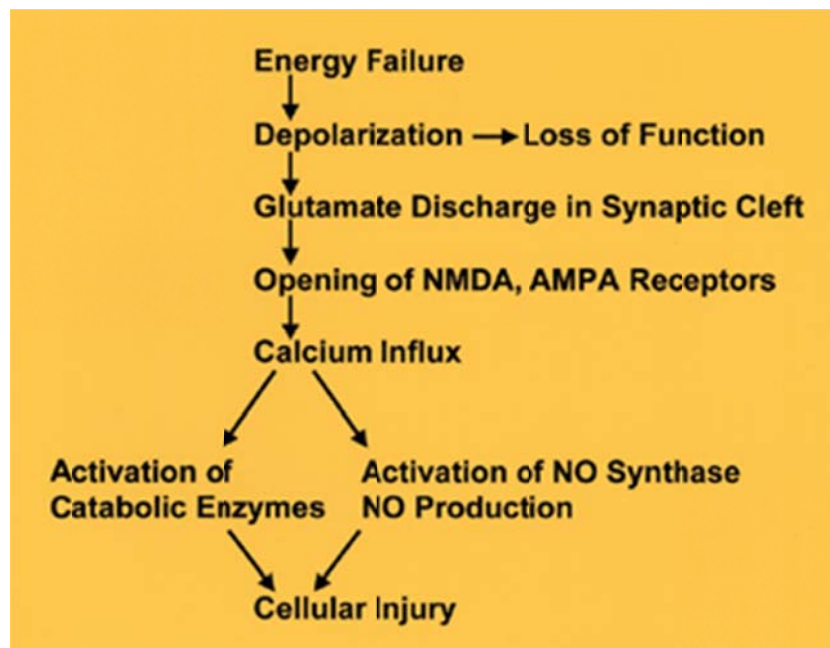 Energy Failure
Depolarization
Loss of Function
Glutamate Discharge in Synaptic Cleft
Opening of NMDA, AMPA Receptors
Calcium Influx
Activation of
Catabolic Enzymes
Activation of NO Synthase
NO Production
Cellular Injury